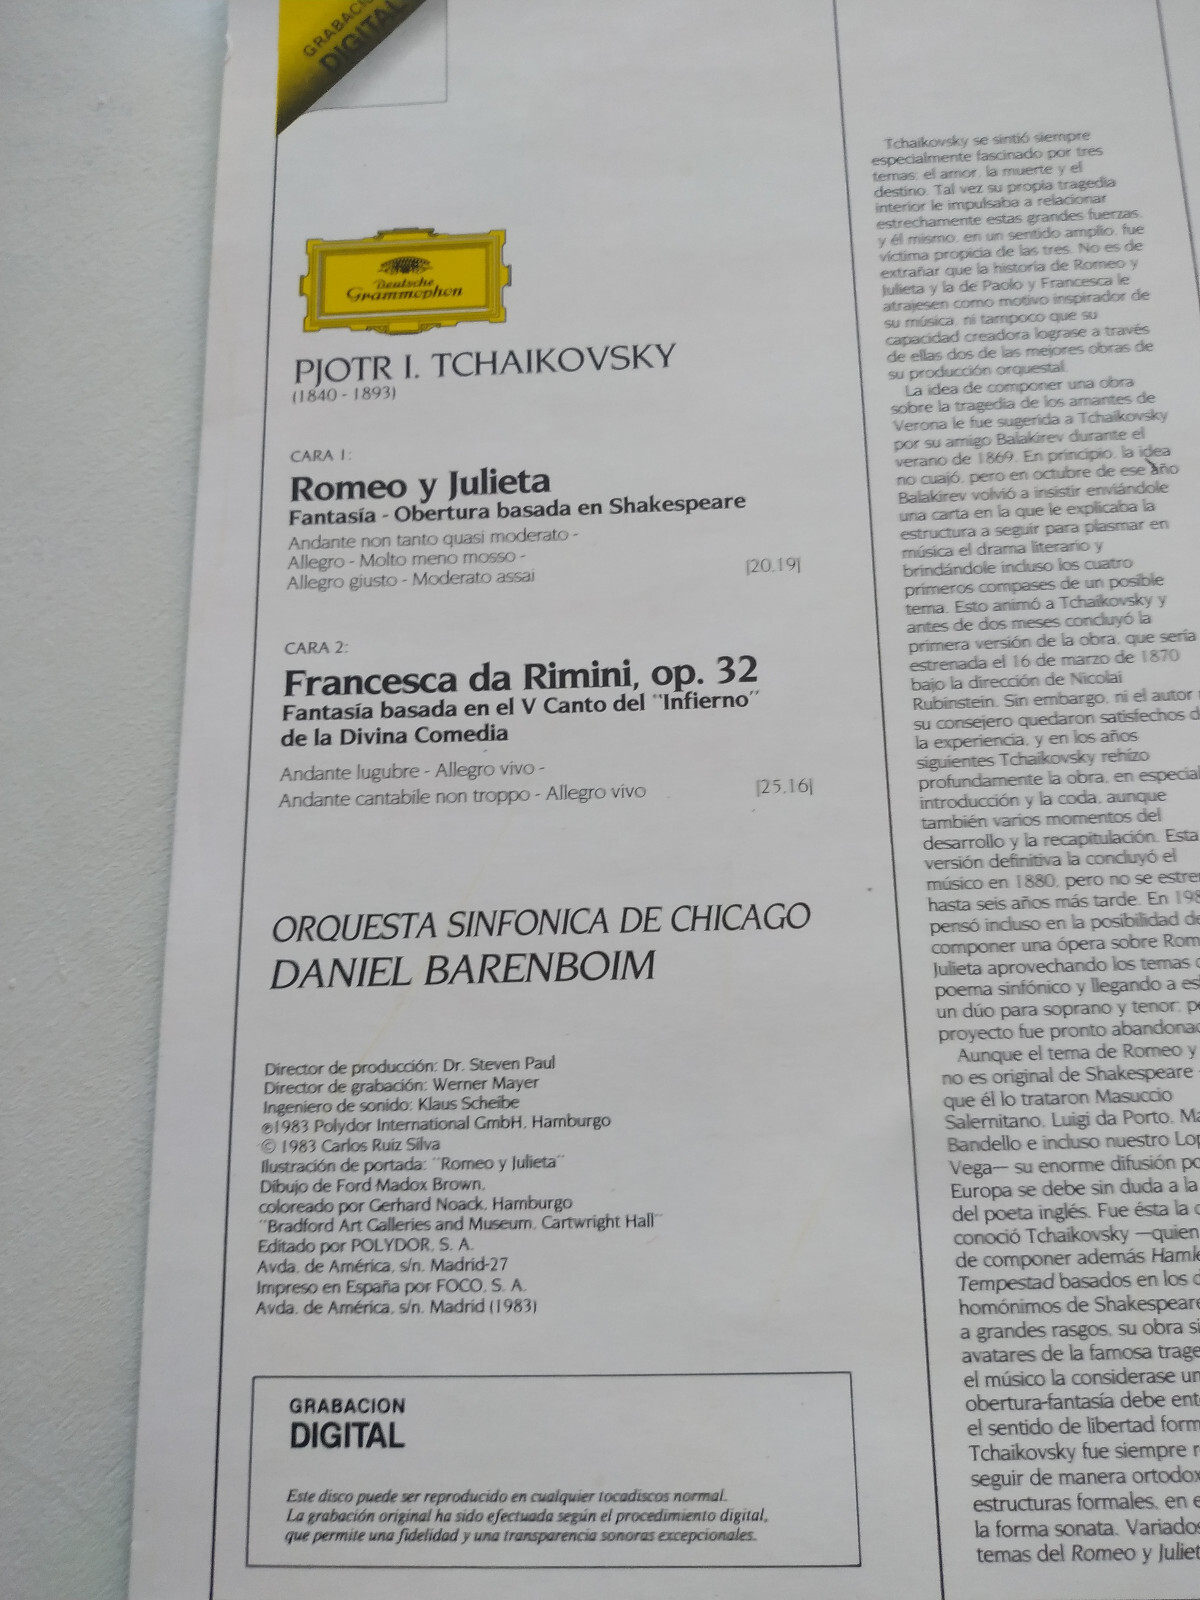 GRABACION
DIGITAL
Deutsche
Grammophon
PJOTR I. TCHAIKOVSKY
(1840 - 1893)
CARA 1:
Romeo y Julieta
Fantasía - Obertura basada en Shakespeare
Andante non tanto quasi moderato -
Allegro - Molto meno mosso -
Allegro giusto - Moderato assai
[20,19]
CARA 2:
Francesca da Rimini, op. 32
Fantasía basada en el V Canto del "Infierno"
de la Divina Comedia
Andante lugubre - Allegro vivo -
Andante cantabile non troppo - Allegro vivo
[25,16]
ORQUESTA SINFONICA DE CHICAGO
DANIEL BARENBOIM
Director de producción: Dr. Steven Paul
Director de grabación: Werner Mayer
Ingeniero de sonido: Klaus Scheibe
℗1983 Polydor International GmbH, Hamburgo
© 1983 Carlos Ruiz Silva
Ilustración de portada: "Romeo y Julieta"
Dibujo de Ford Madox Brown,
coloreado por Gerhard Noack, Hamburgo
"Bradford Art Galleries and Museum, Cartwright Hall"
Editado por POLYDOR, S. A.
Avda. de América, s/n. Madrid-27
Impreso en España por FOCO, S. A.
Avda. de América, s/n. Madrid (1983)
GRABACION
DIGITAL
Este disco puede ser reproducido en cualquier tocadiscos normal.
La grabación original ha sido efectuada según el procedimiento digital,
que permite una fidelidad y una transparencia sonoras excepcionales.
Tchaikovsky se sintió siempre
especialmente fascinado por tres
temas: el amor, la muerte y el
destino. Tal vez su propia tragedia
interior le impulsaba a relacionar
estrechamente estas grandes fuerzas,
y él mismo, en un sentido amplio, fue
víctima propicia de las tres. No es de
extrañar que la historia de Romeo y
Julieta y la de Paolo y Francesca le
atrajesen como motivo inspirador de
su música, ni tampoco que su
capacidad creadora lograse a través
de ellas dos de las mejores obras de
su producción orquestal.
La idea de componer una obra
sobre la tragedia de los amantes de
Verona le fue sugerida a Tchaikovsky
por su amigo Balakirev durante el
verano de 1869. En principio, la idea
no cuajó, pero en octubre de ese año
Balakirev volvió a insistir enviándole
una carta en la que le explicaba la
estructura a seguir para plasmar en
música el drama literario y
brindándole incluso los cuatro
primeros compases de un posible
tema. Esto animó a Tchaikovsky y
antes de dos meses concluyó la
primera versión de la obra, que sería
estrenada el 16 de marzo de 1870
bajo la dirección de Nicolai
Rubinstein. Sin embargo, ni el autor
su consejero quedaron satisfechos
la experiencia, y en los años
siguientes Tchaikovsky rehízo
profundamente la obra, en especial
introducción y la coda, aunque
también varios momentos del
desarrollo y la recapitulación. Esta
versión definitiva la concluyó el
músico en 1880, pero no se estre
hasta seis años más tarde. En 198
pensó incluso en la posibilidad de
componer una ópera sobre Rom
Julieta aprovechando los temas
poema sinfónico y llegando a es
un dúo para soprano y tenor; pe
proyecto fue pronto abandonad
Aunque el tema de Romeo y
no es original de Shakespeare
que él lo trataron Masuccio
Salernitano, Luigi da Porto, Ma
Bandello e incluso nuestro Lop
Vega— su enorme difusión po
Europa se debe sin duda a la
del poeta inglés. Fue ésta la
conoció Tchaikovsky —quien
de componer además Hamle
Tempestad basados en los
homónimos de Shakespeare
a grandes rasgos, su obra si
avatares de la famosa trage
el músico la considerase un
obertura-fantasía debe ent
el sentido de libertad form
Tchaikovsky fue siempre r
seguir de manera ortodox
estructuras formales, en e
la forma sonata. Variados
temas del Romeo y Juliet